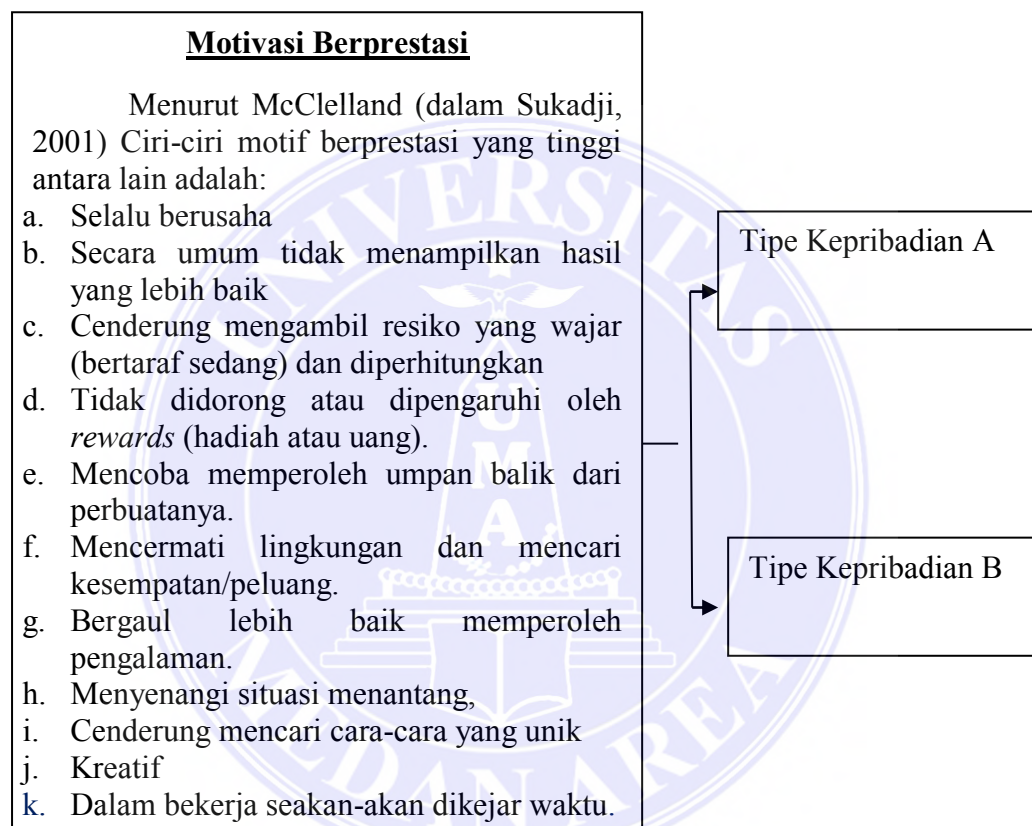 Motivasi Berprestasi
Menurut McClelland (dalam Sukadji,
2001) Ciri-ciri motif berprestasi yang tinggi
antara lain adalah:
a. Selalu berusaha
b. Secara umum tidak menampilkan hasil
yang lebih baik
c. Cenderung mengambil resiko yang wajar
(bertaraf sedang) dan diperhitungkan
d. Tidak didorong atau dipengaruhi oleh
rewards (hadiah atau uang).
e. Mencoba memperoleh umpan balik dari
perbuatanya.
f. Mencermati lingkungan dan mencari
kesempatan/peluang.
g. Bergaul lebih baik memperoleh
pengalaman.
h. Menyenangi situasi menantang,
i. Cenderung mencari cara-cara yang unik
j. Kreatif
k. Dalam bekerja seakan-akan dikejar waktu.
Tipe Kepribadian A
Tipe Kepribadian B
UNIVERSITAS
MEDAN AREA
UMA